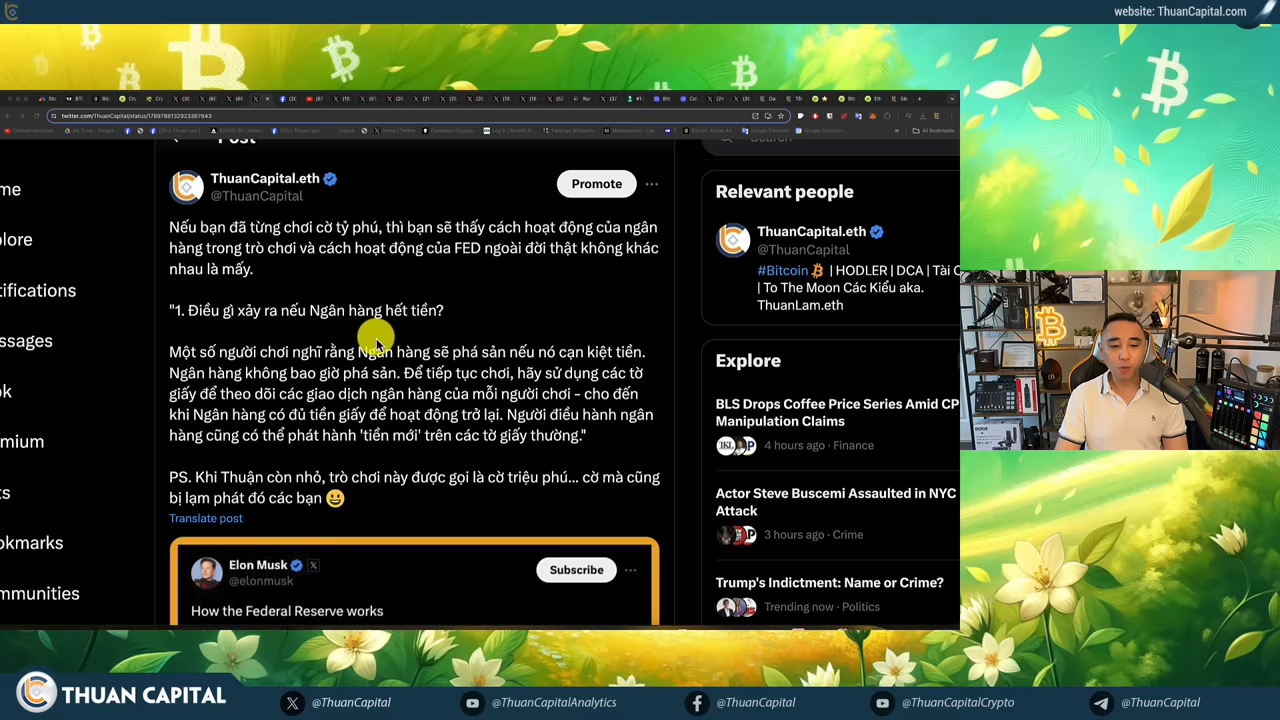 website: ThuanCapital.com
twitter.com/ThuanCapital/status/1789788132923367843
All Bookmarks
Post
Search
ThuanCapital.eth
@ThuanCapital
Promote
Nếu bạn đã từng chơi cờ tỷ phú, thì bạn sẽ thấy cách hoạt động của ngân
hàng trong trò chơi và cách hoạt động của FED ngoài đời thật không khác
nhau là mấy.
"1. Điều gì xảy ra nếu Ngân hàng hết tiền?
Một số người chơi nghĩ rằng Ngân hàng sẽ phá sản nếu nó cạn kiệt tiền.
Ngân hàng không bao giờ phá sản. Để tiếp tục chơi, hãy sử dụng các tờ
giấy để theo dõi các giao dịch ngân hàng của mỗi người chơi - cho đến
khi Ngân hàng có đủ tiền giấy để hoạt động trở lại. Người điều hành ngân
hàng cũng có thể phát hành 'tiền mới' trên các tờ giấy thường."
PS. Khi Thuận còn nhỏ, trò chơi này được gọi là cờ triệu phú... cờ mà cũng
bị lạm phát đó các bạn 😀
Translate post
Elon Musk
@elonmusk
Subscribe
How the Federal Reserve works
me
lore
tifications
ssages
ok
mium
ts
okmarks
mmunities
Relevant people
ThuanCapital.eth
@ThuanCapital
#Bitcoin | HODLER | DCA | Tài C
| To The Moon Các Kiểu aka.
ThuanLam.eth
Explore
BLS Drops Coffee Price Series Amid CP
Manipulation Claims
4 hours ago · Finance
Actor Steve Buscemi Assaulted in NYC
Attack
3 hours ago · Crime
Trump's Indictment: Name or Crime?
Trending now · Politics
THUAN CAPITAL
@ThuanCapital
@ThuanCapitalAnalytics
@ThuanCapital
@ThuanCapitalCrypto
@ThuanCapital